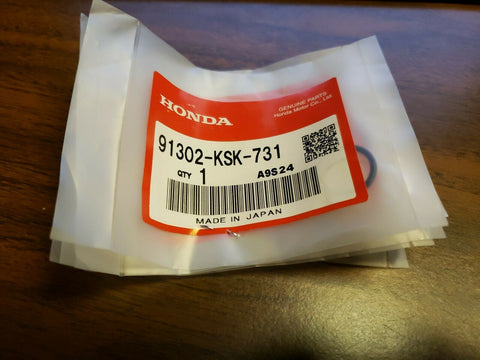 HONDA
GENUINE PARTS
Honda Motor Co., Ltd.
91302-KSK-731
QTY 1
A9S24
MADE IN JAPAN